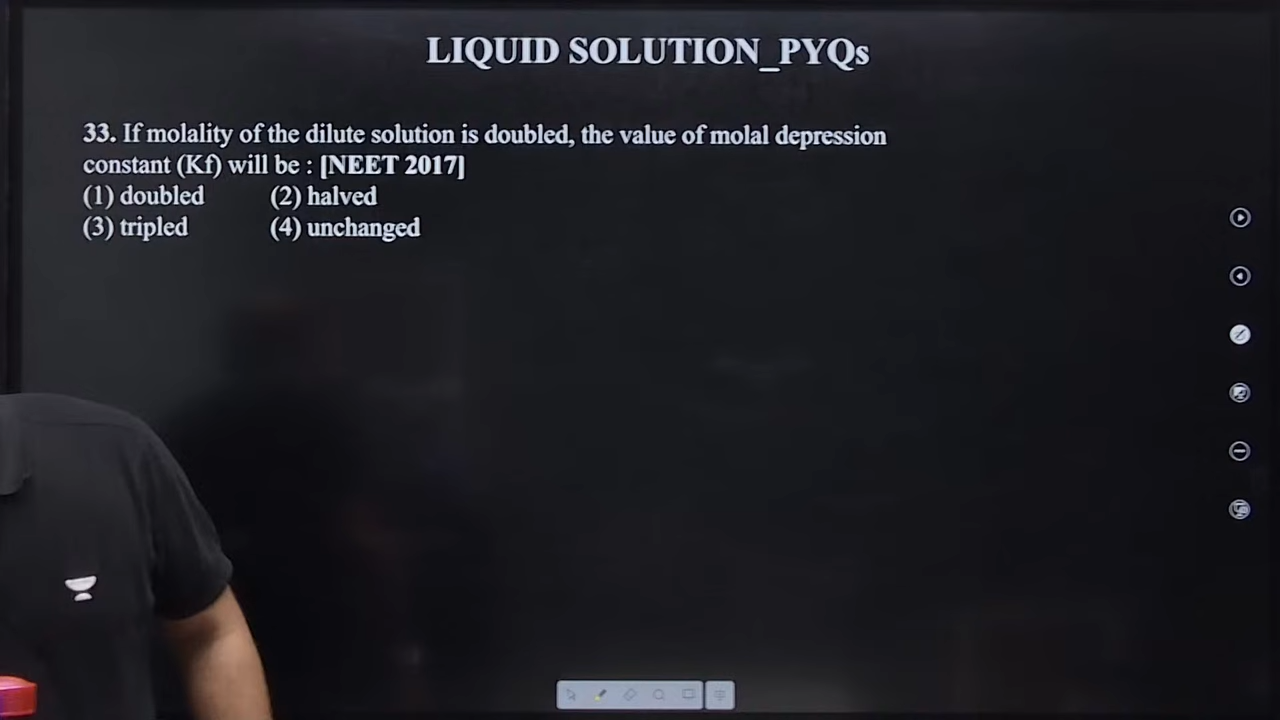 LIQUID SOLUTION_PYQs
33. If molality of the dilute solution is doubled, the value of molal depression
constant (Kf) will be : [NEET 2017]
(1) doubled (2) halved
(3) tripled (4) unchanged